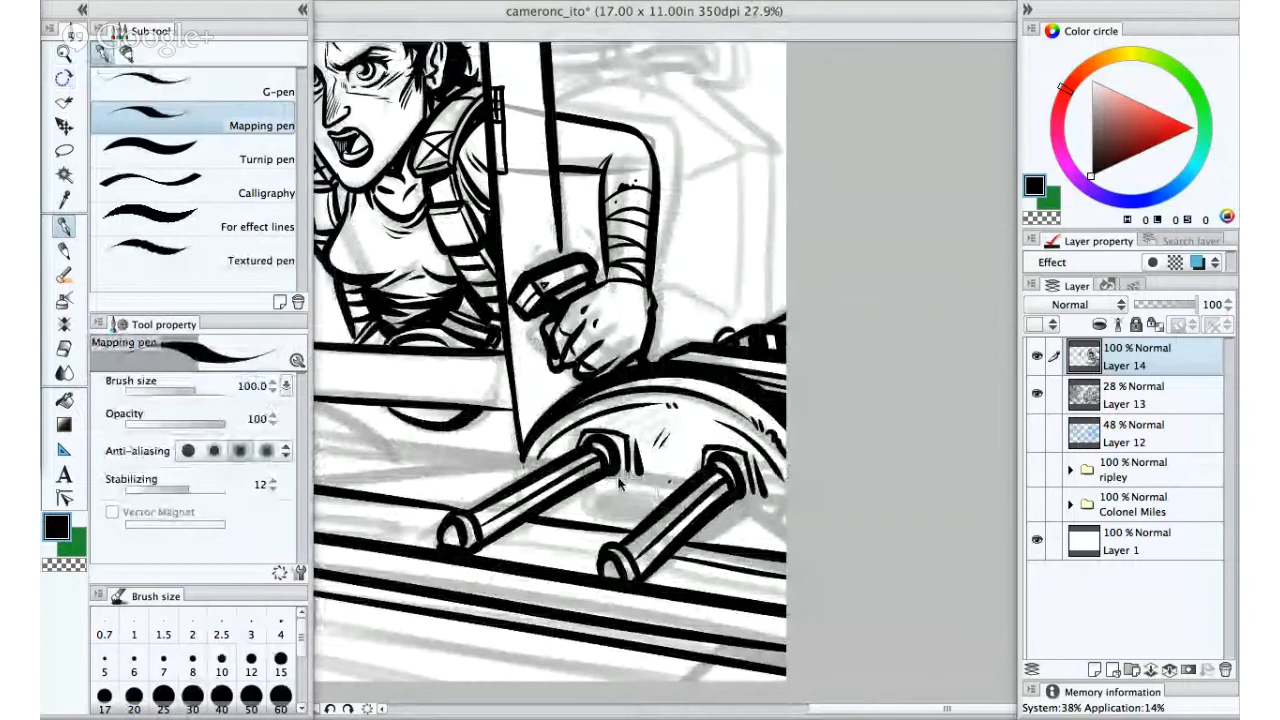 cameronc_ito* (17.00 x 11.00in 350dpi 27.9%)
Google+
Sub tool
G-pen
Mapping pen
Turnip pen
Calligraphy
For effect lines
Textured pen
Tool property
Mapping pen
Brush size 100.0
Opacity 100
Anti-aliasing
Stabilizing 12
Vector Magnet
Brush size
0.7 1 1.5 2 2.5 3 4
5 6 7 8 10 12 15
17 20 25 30 40 50 60
Color circle
H 0 L 0 S 0
Layer property Search layer
Effect
Layer
Normal 100
100 % Normal
Layer 14
28 % Normal
Layer 13
48 % Normal
Layer 12
100 % Normal
ripley
100 % Normal
Colonel Miles
100 % Normal
Layer 1
Memory information
System:38% Application:14%